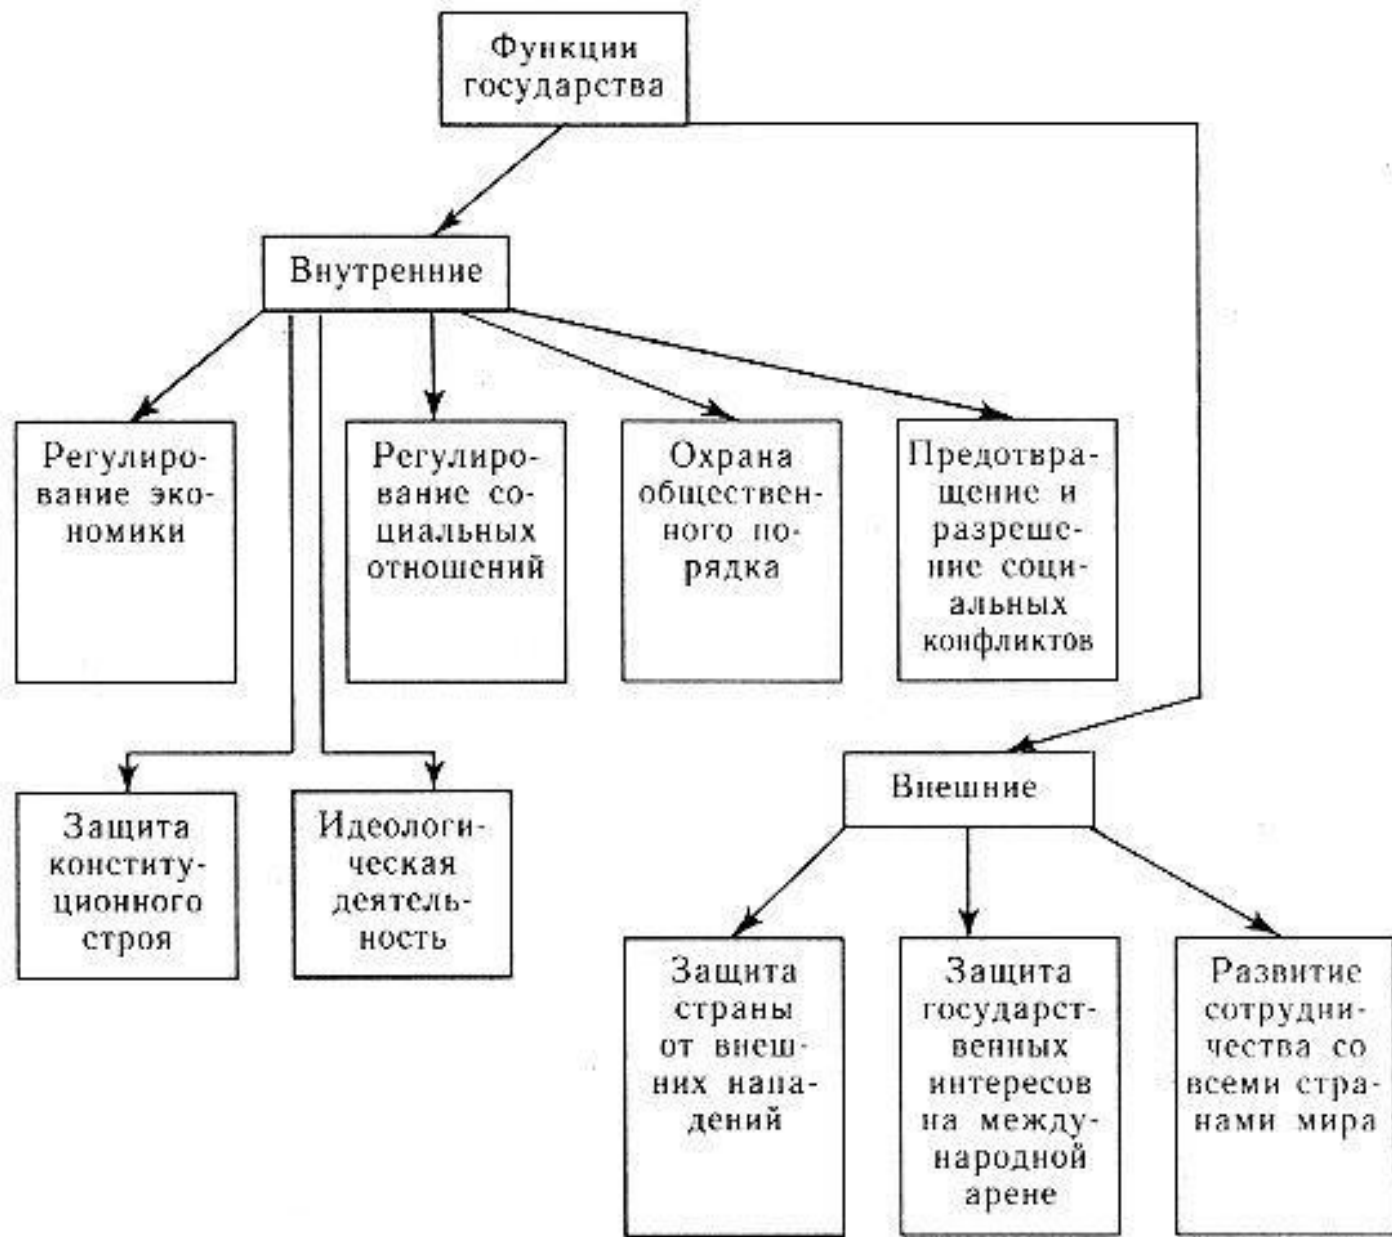 Функции
государства
Внутренние
Регулиро-
вание эко-
номики
Регулиро-
вание со-
циальных
отношений
Охрана
обществен-
ного по-
рядка
Предотвра-
щение и
разреше-
ние соци-
альных
конфликтов
Защита
конститу-
ционного
строя
Идеологи-
ческая
деятель-
ность
Внешние
Защита
страны
от внеш-
них напа-
дений
Защита
государст-
венных
интересов
на между-
народной
арене
Развитие
сотрудни-
чества со
всеми стра-
нами мира